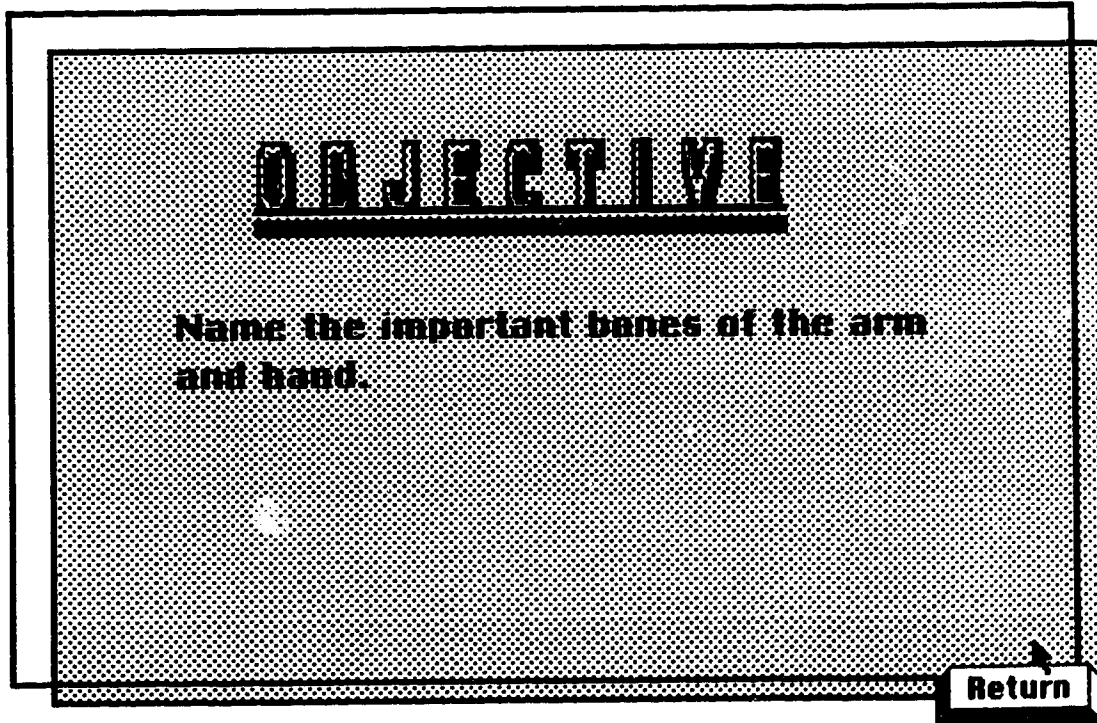 OBJECTIVE
Name the important bones of the arm
and hand.
Return